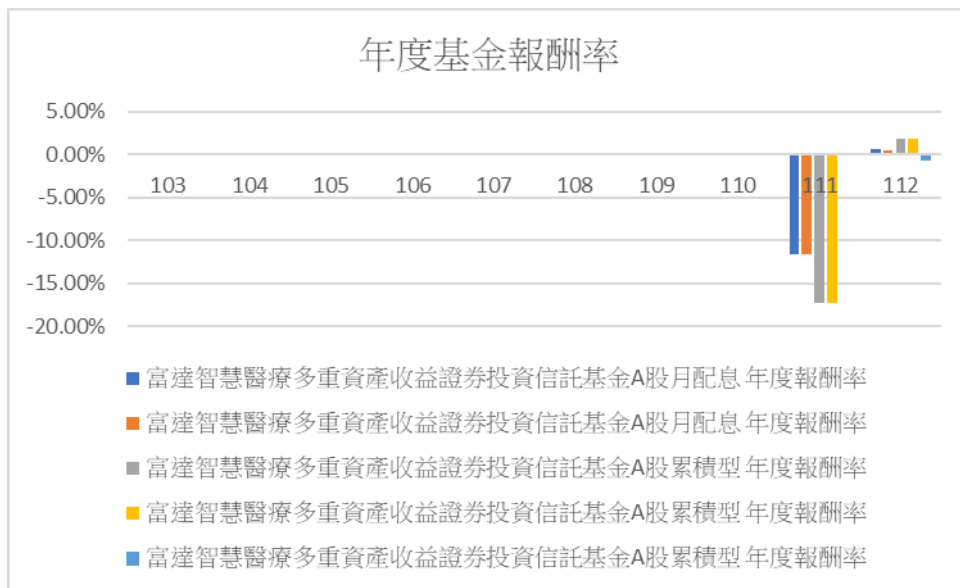 年度基金報酬率
5.00%
0.00%
-5.00%
-10.00%
-15.00%
-20.00%
103 104 105 106 107 108 109 110 111 112
富達智慧醫療多重資產收益證券投資信託基金A股月配息 年度報酬率
富達智慧醫療多重資產收益證券投資信託基金A股月配息 年度報酬率
富達智慧醫療多重資產收益證券投資信託基金A股累積型 年度報酬率
富達智慧醫療多重資產收益證券投資信託基金A股累積型 年度報酬率
富達智慧醫療多重資產收益證券投資信託基金A股累積型 年度報酬率